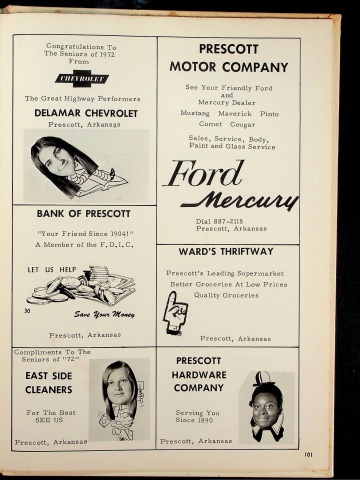 Congratulations To
The Seniors of 1972
From
CHEVROLET
The Great Highway Performers
DELAMAR CHEVROLET
Prescott, Arkansas
BANK OF PRESCOTT
"Your Friend Since 1904!"
A Member of the F.D.I.C.
LET US HELP
30
Save Your Money
Prescott, Arkansas
Compliments To The
Seniors of "72"
EAST SIDE
CLEANERS
For The Best
SEE US
Prescott, Arkansas
PRESCOTT
MOTOR COMPANY
See Your Friendly Ford
and
Mercury Dealer
Mustang Maverick Pinto
Comet Cougar
Sales, Service, Body,
Paint and Glass Service
Ford
Mercury
Dial 887-2118
Prescott, Arkansas
WARD'S THRIFTWAY
Prescott's Leading Supermarket
Better Groceries At Low Prices
Quality Groceries
Prescott, Arkansas
PRESCOTT
HARDWARE
COMPANY
Serving You
Since 1890
Prescott, Arkansas
101